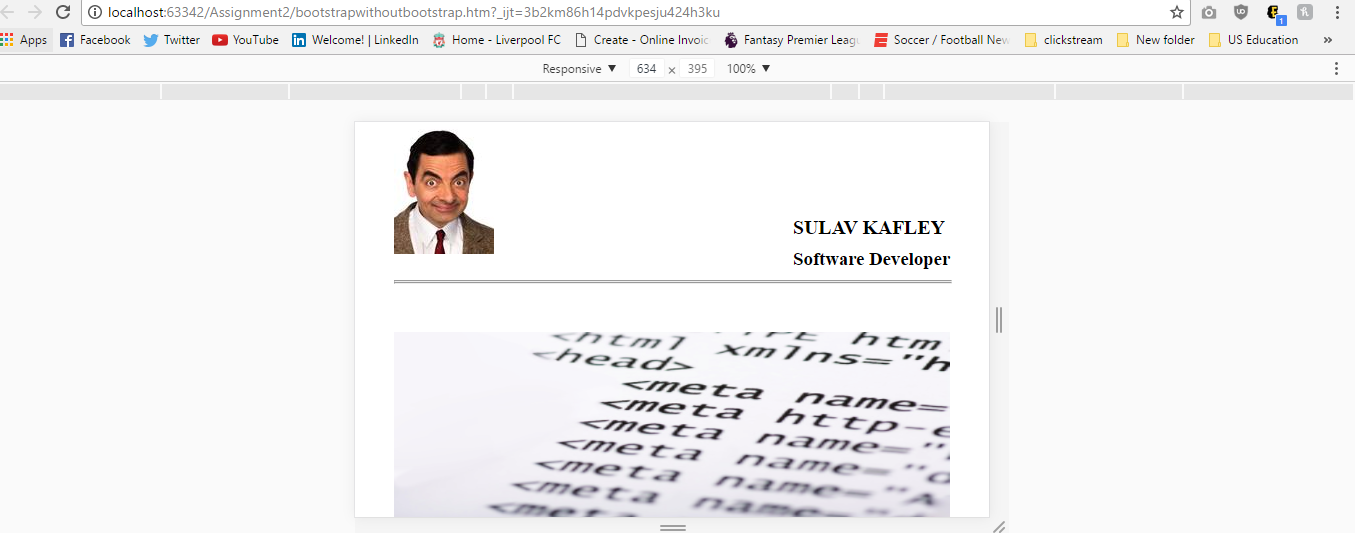 localhost:63342/Assignment2/bootstrapwithoutbootstrap.htm?_ijt=3b2km86h14pdvkpesju424h3ku
1
Apps Facebook Twitter YouTube Welcome! | LinkedIn Home - Liverpool FC Create - Online Invoic Fantasy Premier Leagu Soccer / Football New clickstream New folder US Education »
Responsive ▼ 634 × 395 100% ▼
SULAV KAFLEY
Software Developer
<html xmlns="h
<head>
<meta name=
<meta http-e
<meta name="
<meta name="d
<meta name="A
<meta name=
<meta